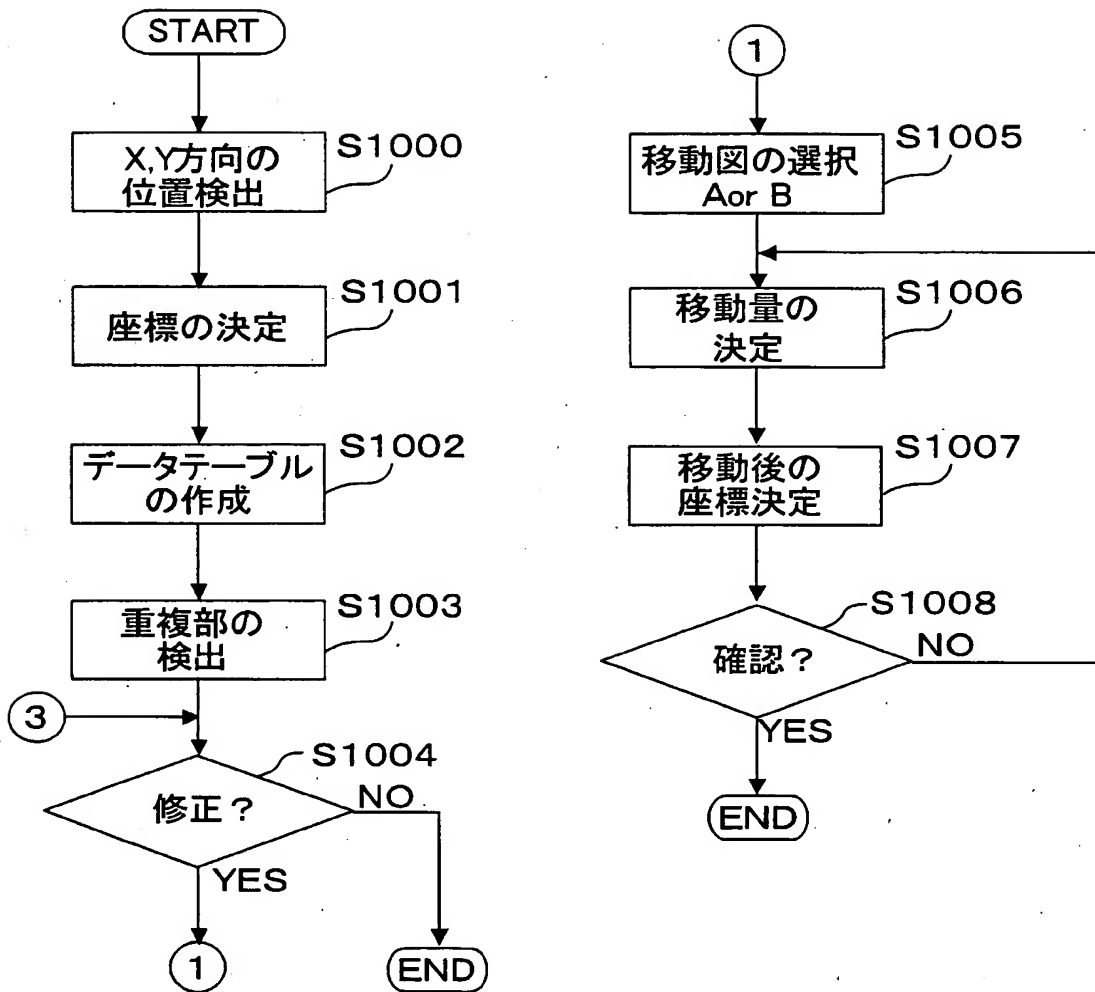 START
X,Y方向の
位置検出
S1000
座標の決定
S1001
データテーブル
の作成
S1002
重複部の
検出
S1003
3
修正?
S1004
NO
YES
1
END
1
移動図の選択
Aor B
S1005
移動量の
決定
S1006
移動後の
座標決定
S1007
確認?
S1008
NO
YES
END